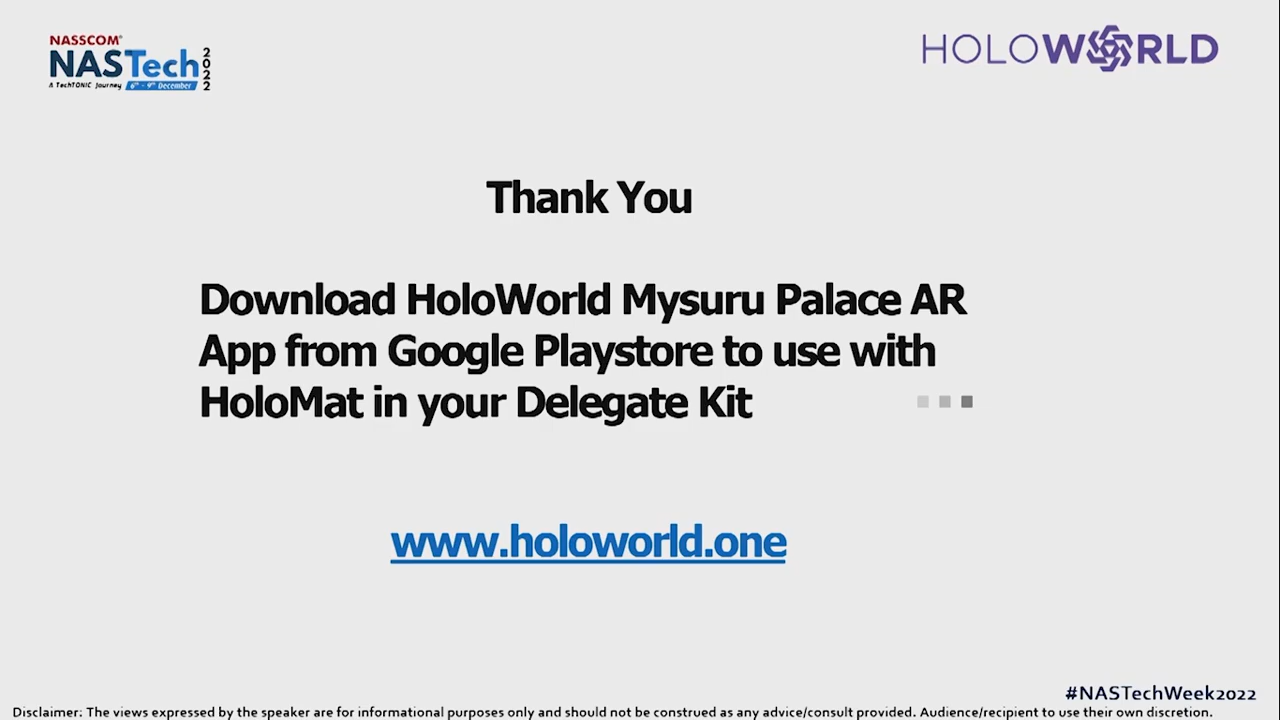 NASSCOM®
NASTech 2022
A TechTONIC Journey 6th - 9th December
HOLOWORLD
Thank You
Download HoloWorld Mysuru Palace AR
App from Google Playstore to use with
HoloMat in your Delegate Kit
www.holoworld.one
#NASTechWeek2022
Disclaimer: The views expressed by the speaker are for informational purposes only and should not be construed as any advice/consult provided. Audience/recipient to use their own discretion.